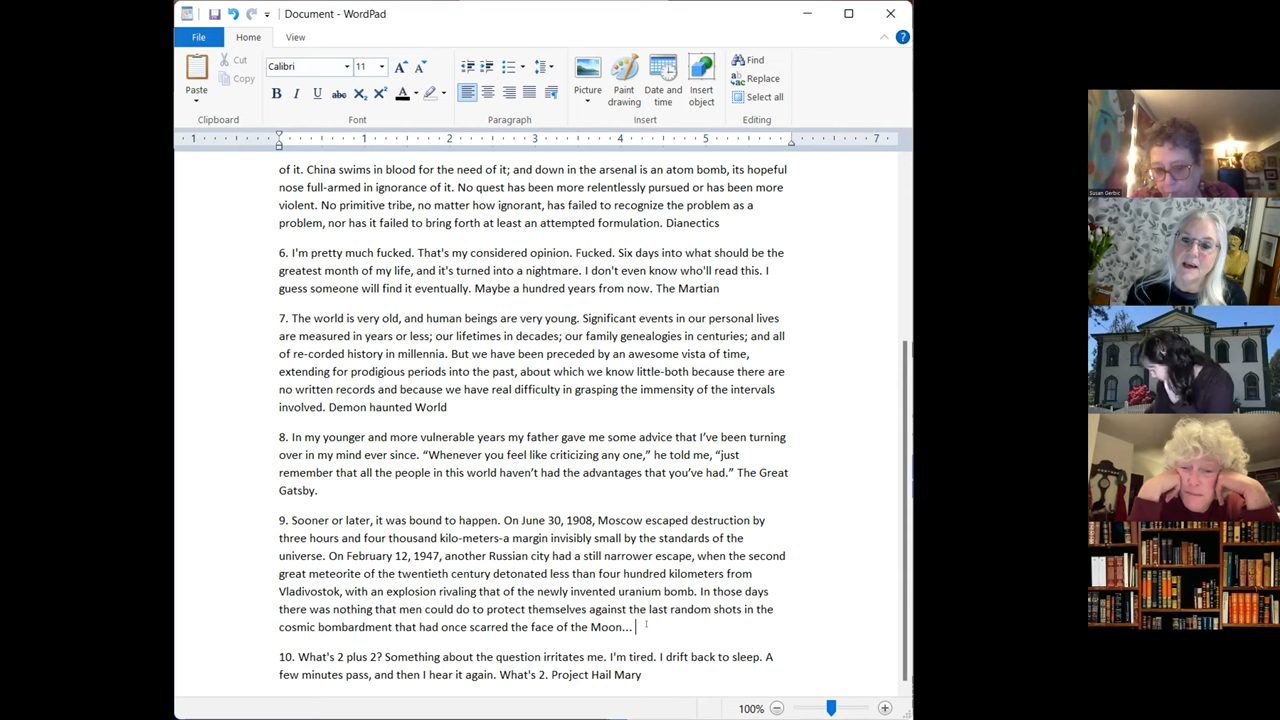 Document - WordPad
File
Home
View
Paste
Cut
Copy
Clipboard
Calibri
11
B I U abc X₂ X² A
Font
Paragraph
Picture
Paint drawing
Date and time
Insert object
Insert
Find
Replace
Select all
Editing
1 1 2 3 4 5 7
of it. China swims in blood for the need of it; and down in the arsenal is an atom bomb, its hopeful
nose full-armed in ignorance of it. No quest has been more relentlessly pursued or has been more
violent. No primitive tribe, no matter how ignorant, has failed to recognize the problem as a
problem, nor has it failed to bring forth at least an attempted formulation. Dianectics
6. I'm pretty much fucked. That's my considered opinion. Fucked. Six days into what should be the
greatest month of my life, and it's turned into a nightmare. I don't even know who'll read this. I
guess someone will find it eventually. Maybe a hundred years from now. The Martian
7. The world is very old, and human beings are very young. Significant events in our personal lives
are measured in years or less; our lifetimes in decades; our family genealogies in centuries; and all
of re-corded history in millennia. But we have been preceded by an awesome vista of time,
extending for prodigious periods into the past, about which we know little-both because there are
no written records and because we have real difficulty in grasping the immensity of the intervals
involved. Demon haunted World
8. In my younger and more vulnerable years my father gave me some advice that I’ve been turning
over in my mind ever since. “Whenever you feel like criticizing any one,” he told me, “just
remember that all the people in this world haven’t had the advantages that you’ve had.” The Great
Gatsby.
9. Sooner or later, it was bound to happen. On June 30, 1908, Moscow escaped destruction by
three hours and four thousand kilo-meters-a margin invisibly small by the standards of the
universe. On February 12, 1947, another Russian city had a still narrower escape, when the second
great meteorite of the twentieth century detonated less than four hundred kilometers from
Vladivostok, with an explosion rivaling that of the newly invented uranium bomb. In those days
there was nothing that men could do to protect themselves against the last random shots in the
cosmic bombardment that had once scarred the face of the Moon...
10. What's 2 plus 2? Something about the question irritates me. I'm tired. I drift back to sleep. A
few minutes pass, and then I hear it again. What's 2. Project Hail Mary
100%
Susan Gerbic